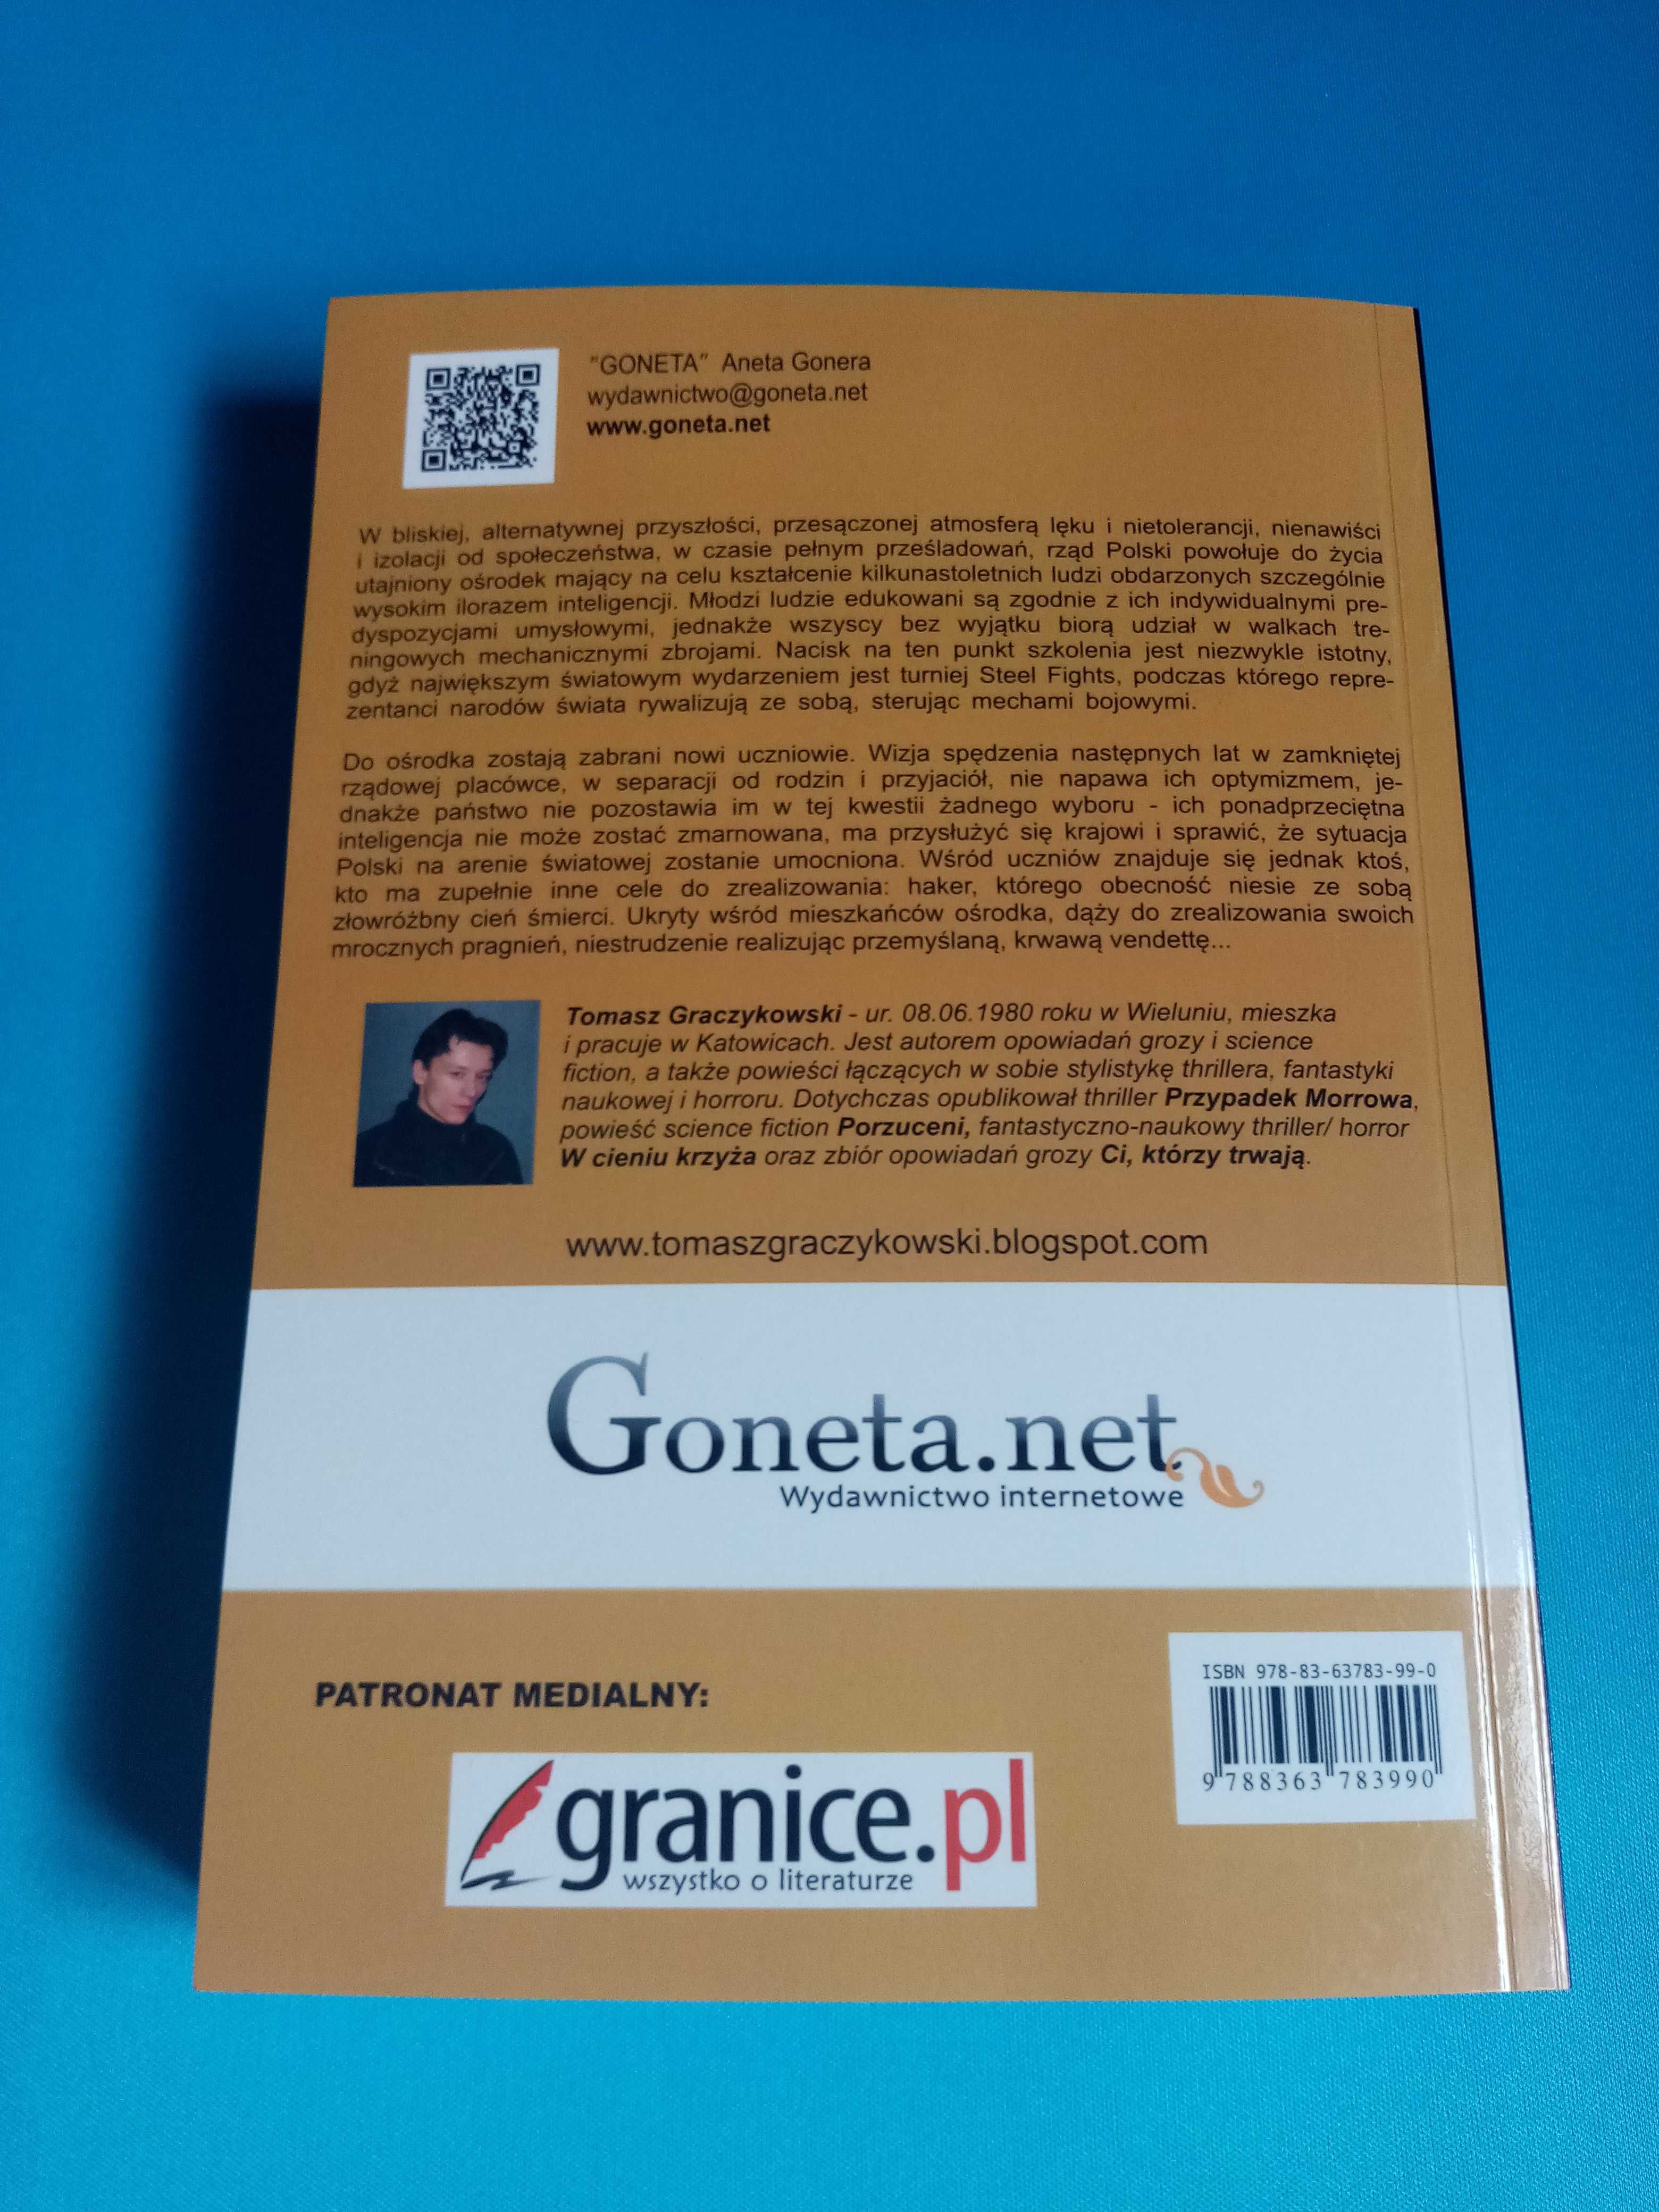 "GONETA" Aneta Gonera
wydawnictwo@goneta.net
www.goneta.net
W bliskiej, alternatywnej przyszłości, przesączonej atmosferą lęku i nietolerancji, nienawiści
i izolacji od społeczeństwa, w czasie pełnym prześladowań, rząd Polski powołuje do życia
utajniony ośrodek mający na celu kształcenie kilkunastoletnich ludzi obdarzonych szczególnie
wysokim ilorazem inteligencji. Młodzi ludzie edukowani są zgodnie z ich indywidualnymi pre-
dyspozycjami umysłowymi, jednakże wszyscy bez wyjątku biorą udział w walkach tre-
ningowych mechanicznymi zbrojami. Nacisk na ten punkt szkolenia jest niezwykle istotny,
gdyż największym światowym wydarzeniem jest turniej Steel Fights, podczas którego repre-
zentanci narodów świata rywalizują ze sobą, sterując mechami bojowymi.
Do ośrodka zostają zabrani nowi uczniowie. Wizja spędzenia następnych lat w zamkniętej
rządowej placówce, w separacji od rodzin i przyjaciół, nie napawa ich optymizmem, je-
dnakże państwo nie pozostawia im w tej kwestii żadnego wyboru - ich ponadprzeciętna
inteligencja nie może zostać zmarnowana, ma przysłużyć się krajowi i sprawić, że sytuacja
Polski na arenie światowej zostanie umocniona. Wśród uczniów znajduje się jednak ktoś,
kto ma zupełnie inne cele do zrealizowania: haker, którego obecność niesie ze sobą
złowróżbny cień śmierci. Ukryty wśród mieszkańców ośrodka, dąży do zrealizowania swoich
mrocznych pragnień, niestrudzenie realizując przemyślaną, krwawą vendettę...
Tomasz Graczykowski - ur. 08.06.1980 roku w Wieluniu, mieszka
i pracuje w Katowicach. Jest autorem opowiadań grozy i science
fiction, a także powieści łączących w sobie stylistykę thrillera, fantastyki
naukowej i horroru. Dotychczas opublikował thriller Przypadek Morrowa,
powieść science fiction Porzuceni, fantastyczno-naukowy thriller/ horror
W cieniu krzyża oraz zbiór opowiadań grozy Ci, którzy trwają.
www.tomaszgraczykowski.blogspot.com
Goneta.net
Wydawnictwo internetowe
PATRONAT MEDIALNY:
granice.pl
wszystko o literaturze
ISBN 978-83-63783-99-0
9 788363 783990